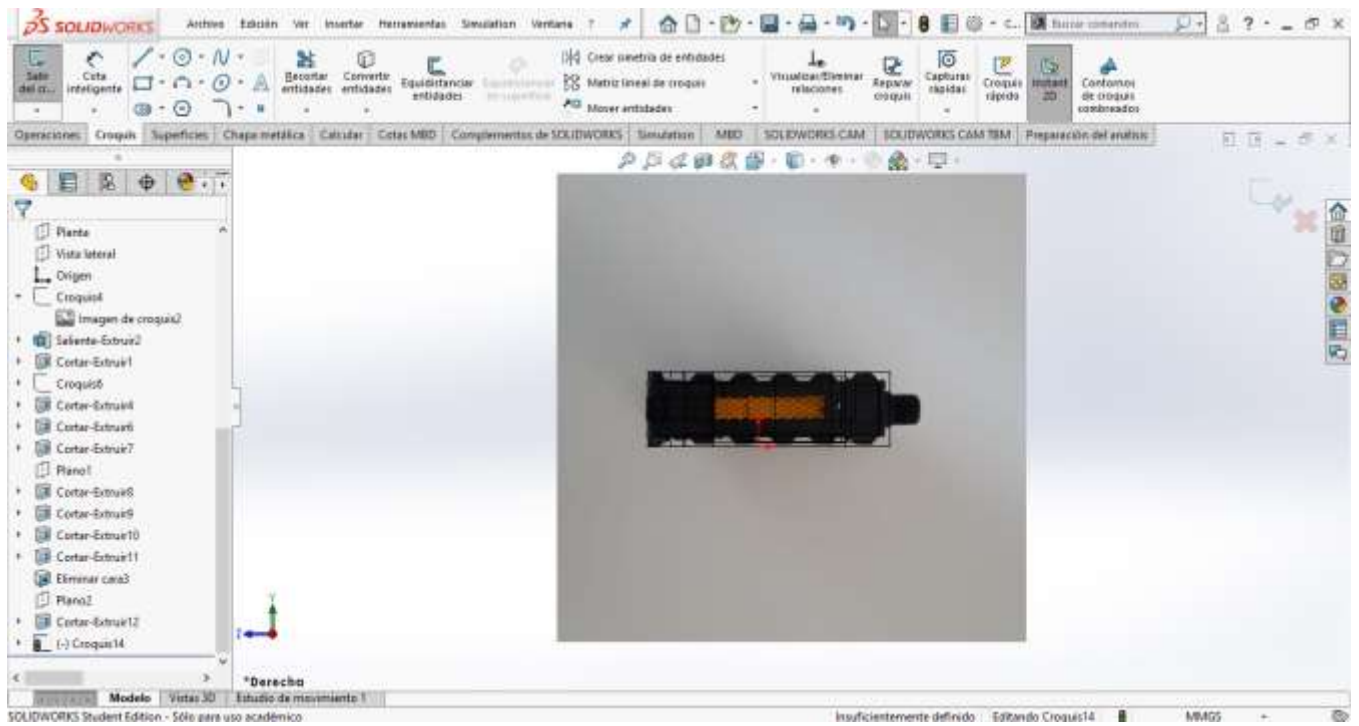 SOLIDWORKS Archivo Edición Ver Insertar Herramientas Simulation Ventana ?
Buscar comandos
Salir del cr...
Cota inteligente
Recortar entidades
Convertir entidades
Equidistanciar entidades
Crear simetría de entidades
Matriz lineal de croquis
Mover entidades
Visualizar/Eliminar relaciones
Reparar croquis
Capturas rápidas
Croquis rápido
Instant 2D
Contornos de croquis sombreados
Operaciones Croquis Superficies Chapa metálica Calcular Cotas MBD Complementos de SOLIDWORKS Simulation MBD SOLIDWORKS CAM SOLIDWORKS CAM TBM Preparación del análisis
Planta
Vista lateral
Origen
Croquis4
Imagen de croquis2
Saliente-Extruir2
Cortar-Extruir1
Croquis6
Cortar-Extruir4
Cortar-Extruir6
Cortar-Extruir7
Plano1
Cortar-Extruir8
Cortar-Extruir9
Cortar-Extruir10
Cortar-Extruir11
Eliminar cara3
Plano2
Cortar-Extruir12
(-) Croquis14
Y
Z
*Derecha
Modelo Vistas 3D Estudio de movimiento 1
SOLIDWORKS Student Edition - Sólo para uso académico
Insuficientemente definido Editando Croquis14 MMGS